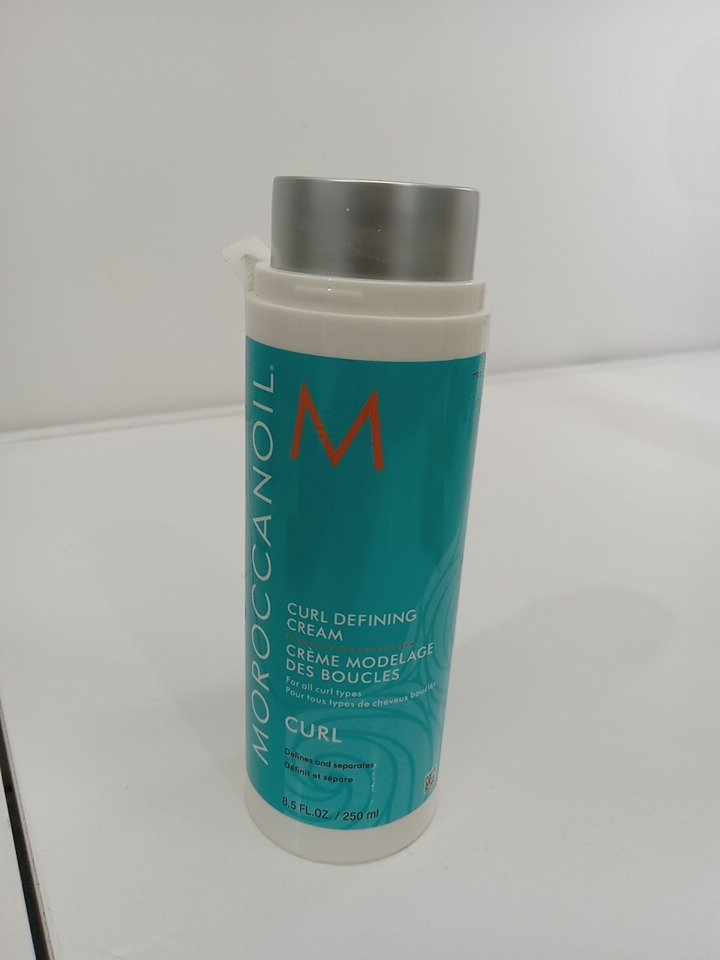 MOROCCANOIL®
M
CURL DEFINING
CREAM
CRÈME MODELAGE
DES BOUCLES
For all curl types
Pour tous types de cheveux bouclés
CURL
Defines and separates
Définit et sépare
8.5 FL.OZ. / 250 ml